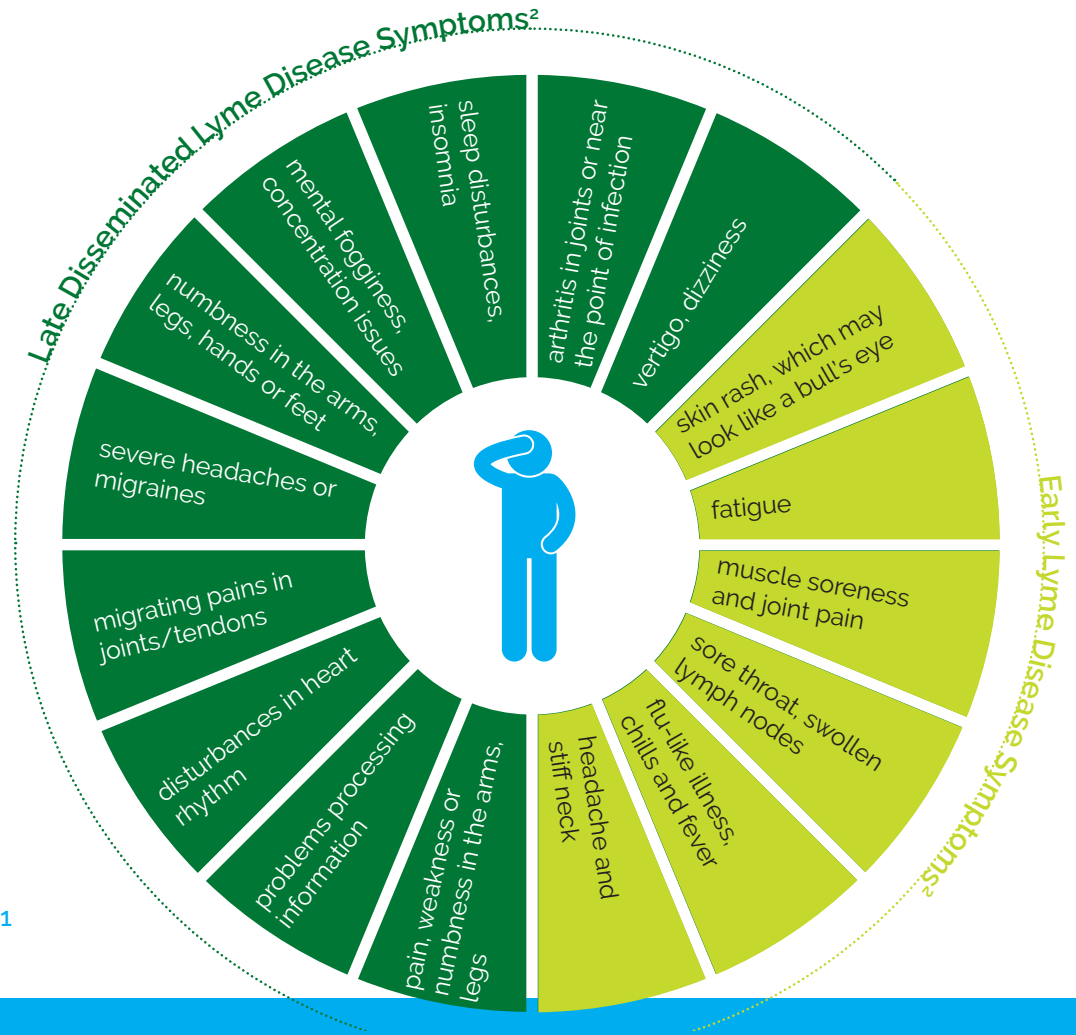 Late Disseminated Lyme Disease Symptoms²
arthritis in joints or near
the point of infection
vertigo, dizziness
skin rash, which may
look like a bull's eye
fatigue
muscle soreness
and joint pain
sore throat, swollen
lymph nodes
flu-like illness,
chills and fever
headache and
stiff neck
pain, weakness or
numbness in the arms,
legs
problems processing
information
disturbances in heart
rhythm
migrating pains in
joints/tendons
severe headaches or
migraines
numbness in the arms,
legs, hands or feet
mental fogginess,
concentration issues
sleep disturbances,
insomnia
Early Lyme Disease Symptoms²
1